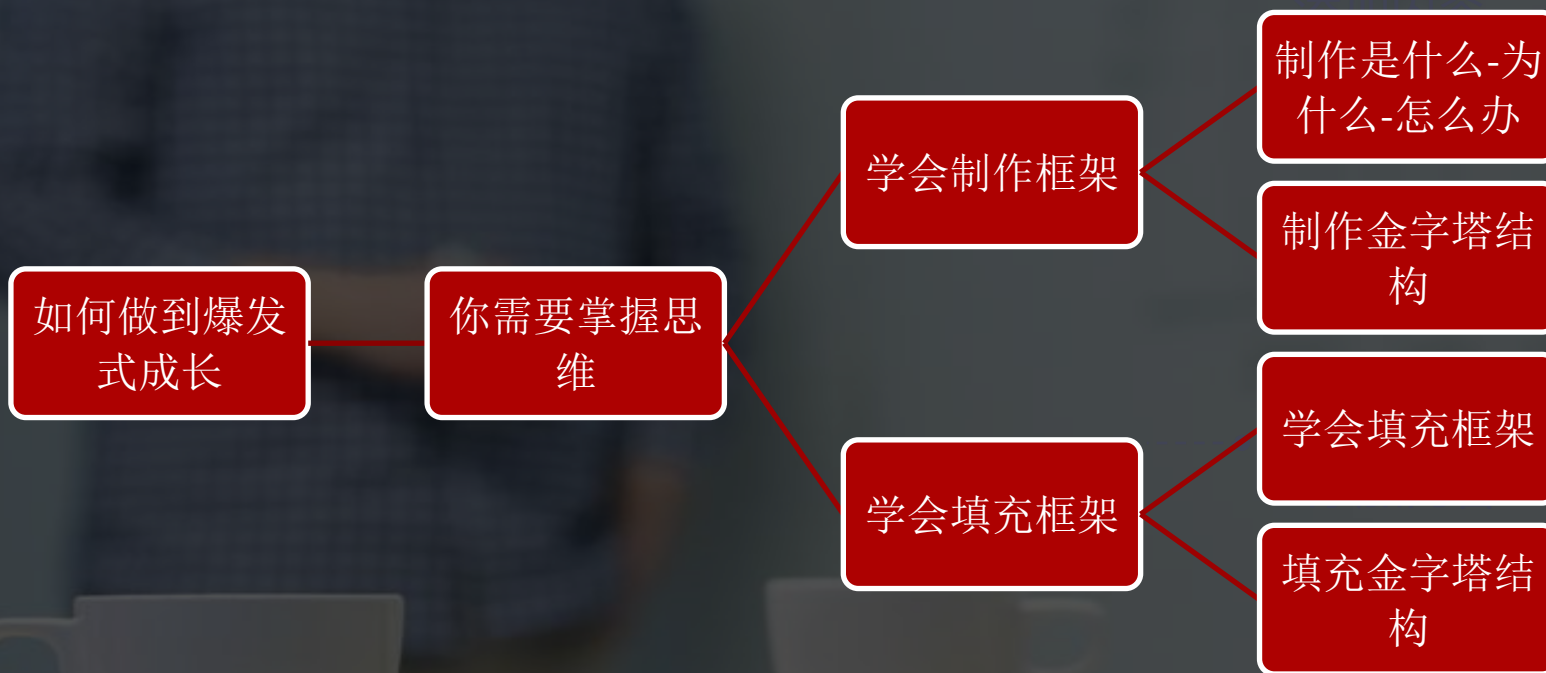 如何做到爆发
式成长
你需要掌握思
维
学会制作框架
制作是什么-为
什么-怎么办
制作金字塔结
构
学会填充框架
学会填充框架
填充金字塔结
构